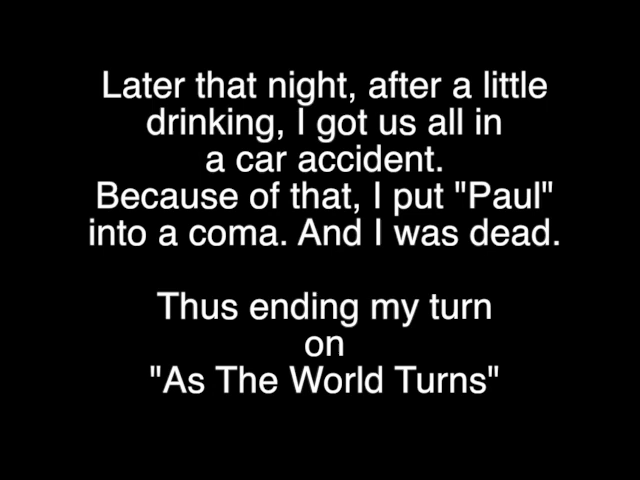 Later that night, after a little
drinking, I got us all in
a car accident.
Because of that, I put "Paul"
into a coma. And I was dead.
Thus ending my turn
on
"As The World Turns"